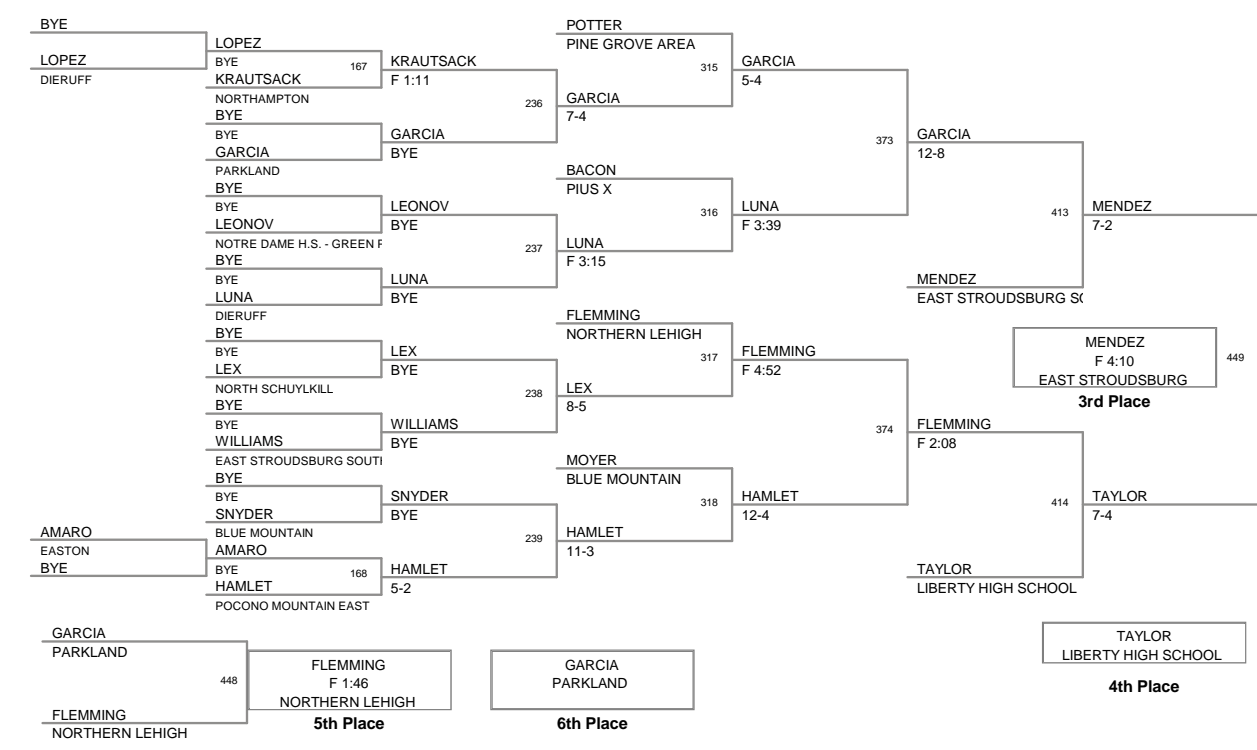 BYE
LOPEZ
DIERUFF
LOPEZ
BYE
167
KRAUTSACK
NORTHAMPTON
BYE
BYE
GARCIA
PARKLAND
BYE
BYE
LEONOV
NOTRE DAME H.S. - GREEN P
BYE
BYE
LUNA
DIERUFF
BYE
BYE
LEX
NORTH SCHUYLKILL
BYE
BYE
WILLIAMS
EAST STROUDSBURG SOUTH
BYE
BYE
SNYDER
BLUE MOUNTAIN
AMARO
EASTON
BYE
AMARO
BYE
168
HAMLET
POCONO MOUNTAIN EAST
KRAUTSACK
F 1:11
236
GARCIA
BYE
LEONOV
BYE
237
LUNA
BYE
LEX
BYE
238
WILLIAMS
BYE
SNYDER
BYE
239
HAMLET
5-2
POTTER
PINE GROVE AREA
315
GARCIA
7-4
BACON
PIUS X
316
LUNA
F 3:15
FLEMMING
NORTHERN LEHIGH
317
LEX
8-5
MOYER
BLUE MOUNTAIN
318
HAMLET
11-3
GARCIA
5-4
373
LUNA
F 3:39
FLEMMING
F 4:52
374
HAMLET
12-4
GARCIA
12-8
413
MENDEZ
EAST STROUDSBURG SO
FLEMMING
F 2:08
414
TAYLOR
LIBERTY HIGH SCHOOL
MENDEZ
7-2
TAYLOR
7-4
MENDEZ
F 4:10
EAST STROUDSBURG
449
3rd Place
TAYLOR
LIBERTY HIGH SCHOOL
4th Place
GARCIA
PARKLAND
448
FLEMMING
NORTHERN LEHIGH
FLEMMING
F 1:46
NORTHERN LEHIGH
5th Place
GARCIA
PARKLAND
6th Place